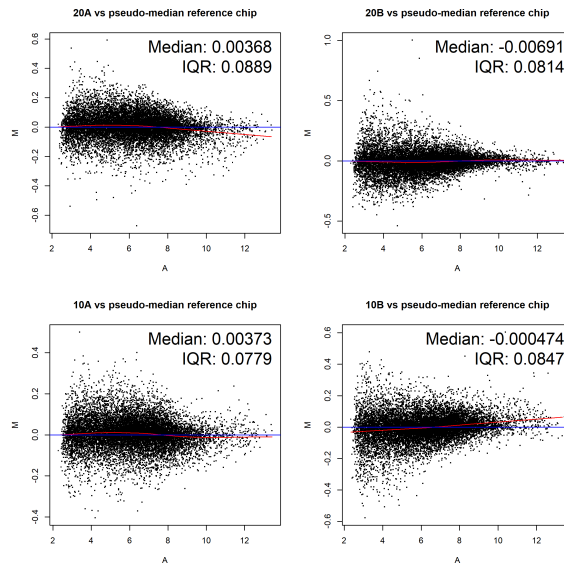 20A vs pseudo-median reference chip
Median: 0.00368
IQR: 0.0889
M
0.6
0.4
0.2
0.0
-0.2
-0.4
-0.6
2 4 6 8 10 12
A
20B vs pseudo-median reference chip
Median: -0.00691
IQR: 0.0814
M
1.0
0.5
0.0
-0.5
2 4 6 8 10 12
A
10A vs pseudo-median reference chip
Median: 0.00373
IQR: 0.0779
M
0.4
0.2
0.0
-0.2
-0.4
2 4 6 8 10 12
A
10B vs pseudo-median reference chip
Median: -0.000474
IQR: 0.0847
M
0.6
0.4
0.2
0.0
-0.2
-0.4
-0.6
2 4 6 8 10 12
A